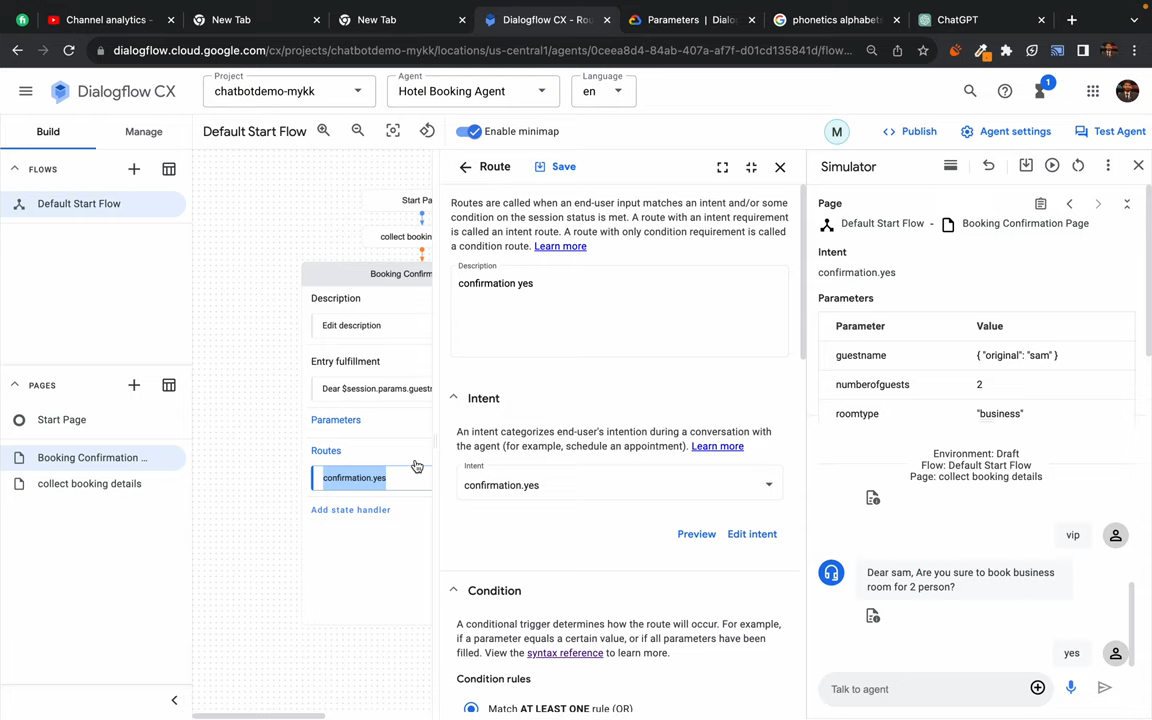 Channel analytics -
New Tab
New Tab
Dialogflow CX - Rou
Parameters | Dialo
phonetics alphabets
ChatGPT
dialogflow.cloud.google.com/cx/projects/chatbotdemo-mykk/locations/us-central1/agents/0ceea8d4-84ab-407a-af7f-d01cd135841d/flow...
Dialogflow CX
Project
chatbotdemo-mykk
Agent
Hotel Booking Agent
Language
en
1
Build
Manage
Default Start Flow
Enable minimap
M
Publish
Agent settings
Test Agent
FLOWS
Default Start Flow
PAGES
Start Page
Booking Confirmation ...
collect booking details
Start Pa
collect bookin
Booking Confirm
Description
Edit description
Entry fulfillment
Dear $session.params.guestn
Parameters
Routes
confirmation.yes
Add state handler
Route
Save
Routes are called when an end-user input matches an intent and/or some
condition on the session status is met. A route with an intent requirement
is called an intent route. A route with only condition requirement is called
a condition route. Learn more
Description
confirmation yes
Intent
An intent categorizes end-user's intention during a conversation with
the agent (for example, schedule an appointment). Learn more
Intent
confirmation.yes
Preview
Edit intent
Condition
A conditional trigger determines how the route will occur. For example,
if a parameter equals a certain value, or if all parameters have been
filled. View the syntax reference to learn more.
Condition rules
Match AT LEAST ONE rule (OR)
Simulator
Page
Default Start Flow - Booking Confirmation Page
Intent
confirmation.yes
Parameters
Parameter Value
guestname { "original": "sam" }
numberofguests 2
roomtype "business"
Environment: Draft
Flow: Default Start Flow
Page: collect booking details
vip
Dear sam, Are you sure to book business
room for 2 person?
yes
Talk to agent